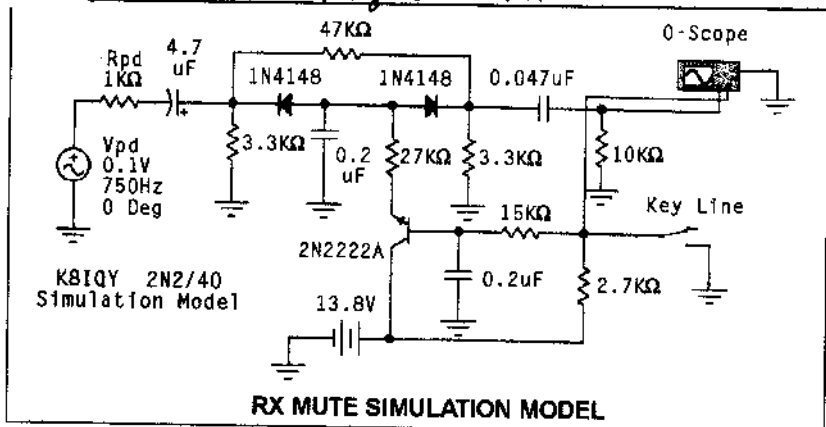 47KΩ
O-Scope
Rpd
1KΩ
4.7
uF
1N4148
1N4148
0.047uF
Vpd
0.1V
750Hz
0 Deg
3.3KΩ
0.2
uF
27KΩ
3.3KΩ
10KΩ
15KΩ
Key Line
2N2222A
K8IQY 2N2/40
Simulation Model
0.2uF
2.7KΩ
13.8V
RX MUTE SIMULATION MODEL